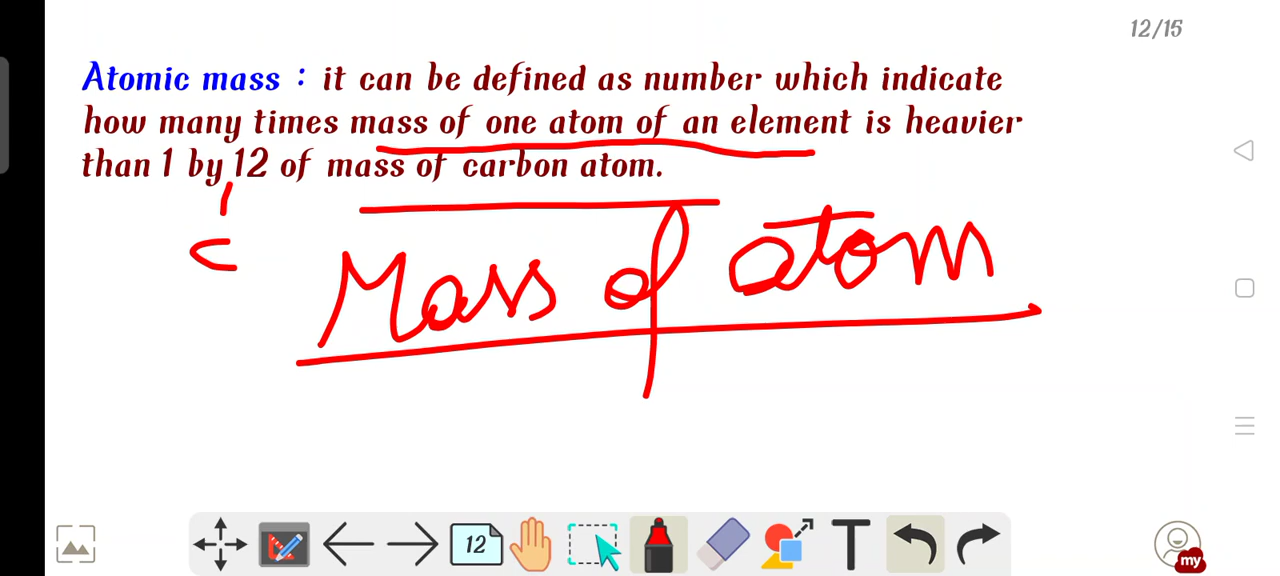 12/15
Atomic mass : it can be defined as number which indicate
how many times mass of one atom of an element is heavier
than 1 by 12 of mass of carbon atom.
Mass of atom
12
T
my